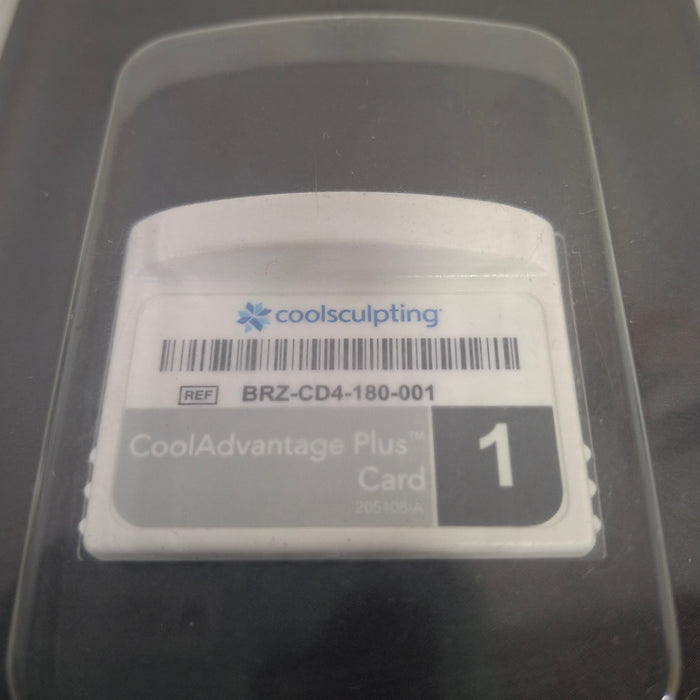 coolsculpting
REF BRZ-CD4-180-001
CoolAdvantage Plus™
Card
205108-A
1